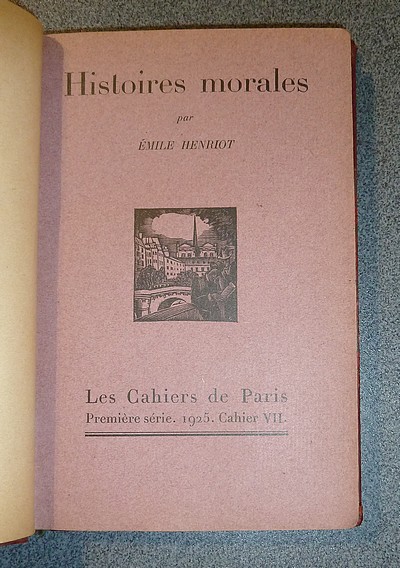 Histoires morales
par
ÉMILE HENRIOT
Les Cahiers de Paris
Première série. 1925. Cahier VII.